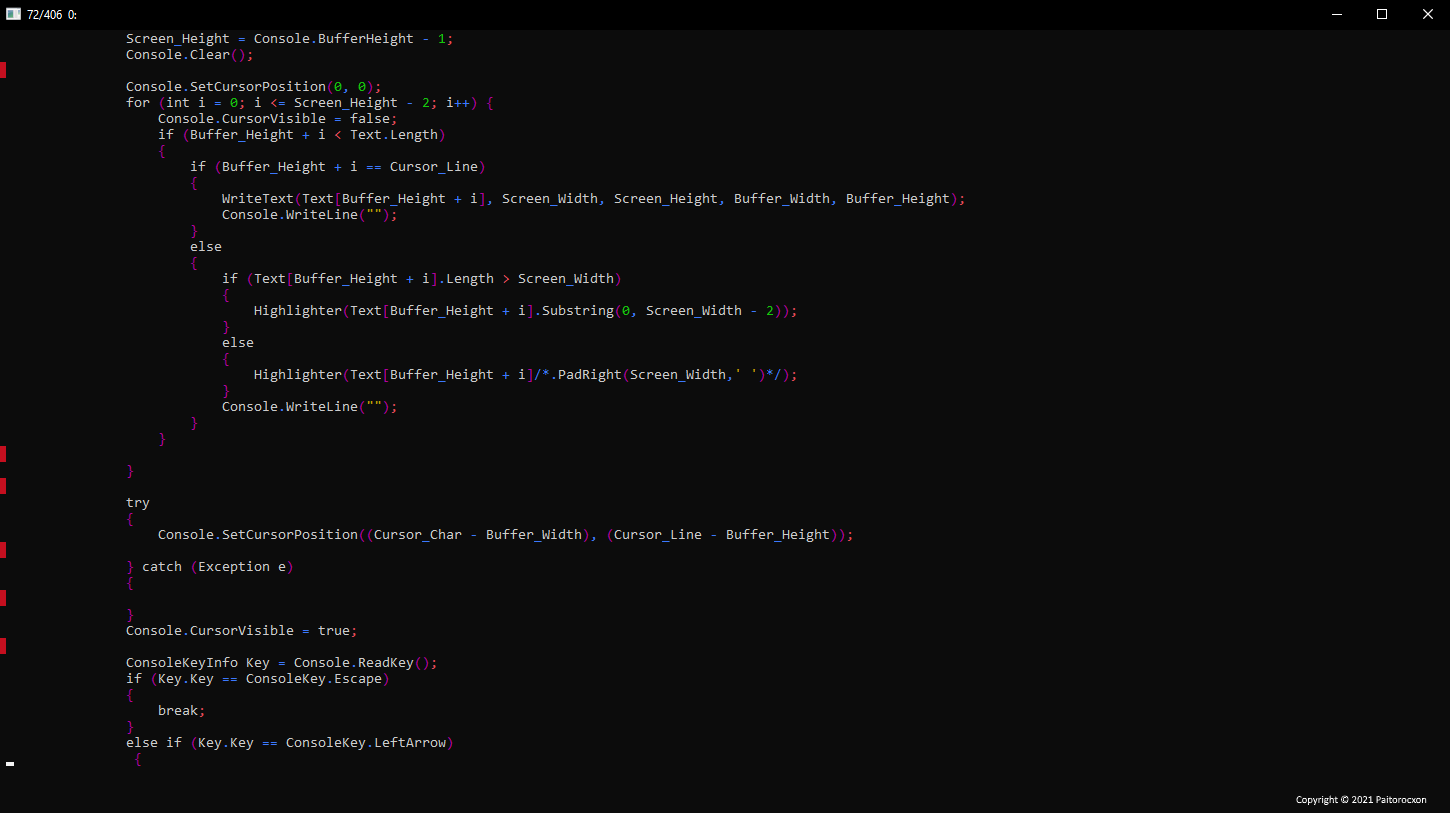 72/406 0:
Screen_Height = Console.BufferHeight - 1;
Console.Clear();
Console.SetCursorPosition(0, 0);
for (int i = 0; i <= Screen_Height - 2; i++) {
Console.CursorVisible = false;
if (Buffer_Height + i < Text.Length)
{
if (Buffer_Height + i == Cursor_Line)
{
WriteText(Text[Buffer_Height + i], Screen_Width, Screen_Height, Buffer_Width, Buffer_Height);
Console.WriteLine("");
}
else
{
if (Text[Buffer_Height + i].Length > Screen_Width)
{
Highlighter(Text[Buffer_Height + i].Substring(0, Screen_Width - 2));
}
else
{
Highlighter(Text[Buffer_Height + i]/*.PadRight(Screen_Width,' ')*/);
}
Console.WriteLine("");
}
}
}
try
{
Console.SetCursorPosition((Cursor_Char - Buffer_Width), (Cursor_Line - Buffer_Height));
} catch (Exception e)
{
}
Console.CursorVisible = true;
ConsoleKeyInfo Key = Console.ReadKey();
if (Key.Key == ConsoleKey.Escape)
{
break;
}
else if (Key.Key == ConsoleKey.LeftArrow)
{
Copyright © 2021 Paitorocxon